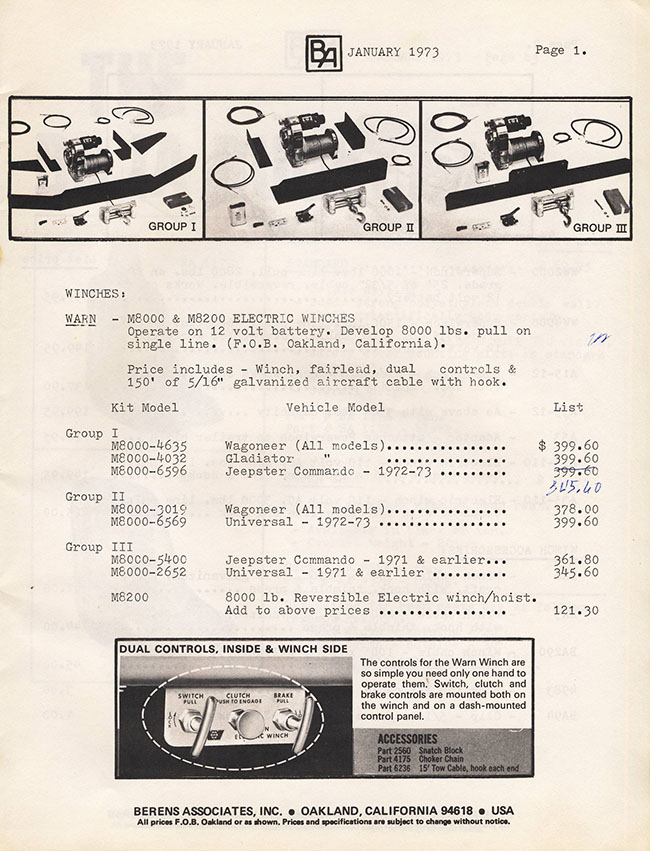 BA JANUARY 1973 Page 1.
GROUP I GROUP II GROUP III
WINCHES:
WARN - M8000 & M8200 ELECTRIC WINCHES
Operate on 12 volt battery. Develop 8000 lbs. pull on
single line. (F.O.B. Oakland, California).
Price includes - Winch, fairlead, dual controls &
150' of 5/16" galvanized aircraft cable with hook.
Kit Model Vehicle Model List
Group I
M8000-4635 Wagoneer (All models)................ $ 399.60
M8000-4032 Gladiator " .................. 399.60
M8000-6596 Jeepster Commando - 1972-73 .......... 399.60
345.60
Group II
M8000-3019 Wagoneer (All models)................ 378.00
M8000-6569 Universal - 1972-73 ................. 399.60
Group III
M8000-5400 Jeepster Commando - 1971 & earlier... 361.80
M8000-2652 Universal - 1971 & earlier .......... 345.60
M8200 8000 lb. Reversible Electric winch/hoist.
Add to above prices ................. 121.30
DUAL CONTROLS, INSIDE & WINCH SIDE
SWITCH PULL CLUTCH PUSH TO ENGAGE BRAKE PULL
ELECTRIC WINCH
The controls for the Warn Winch are
so simple you need only one hand to
operate them. Switch, clutch and
brake controls are mounted both on
the winch and on a dash-mounted
control panel.
ACCESSORIES
Part 2560 Snatch Block
Part 4175 Choker Chain
Part 6236 15' Tow Cable, hook each end
BERENS ASSOCIATES, INC. ● OAKLAND, CALIFORNIA 94618 ● USA
All prices F.O.B. Oakland or as shown. Prices and specifications are subject to change without notice.